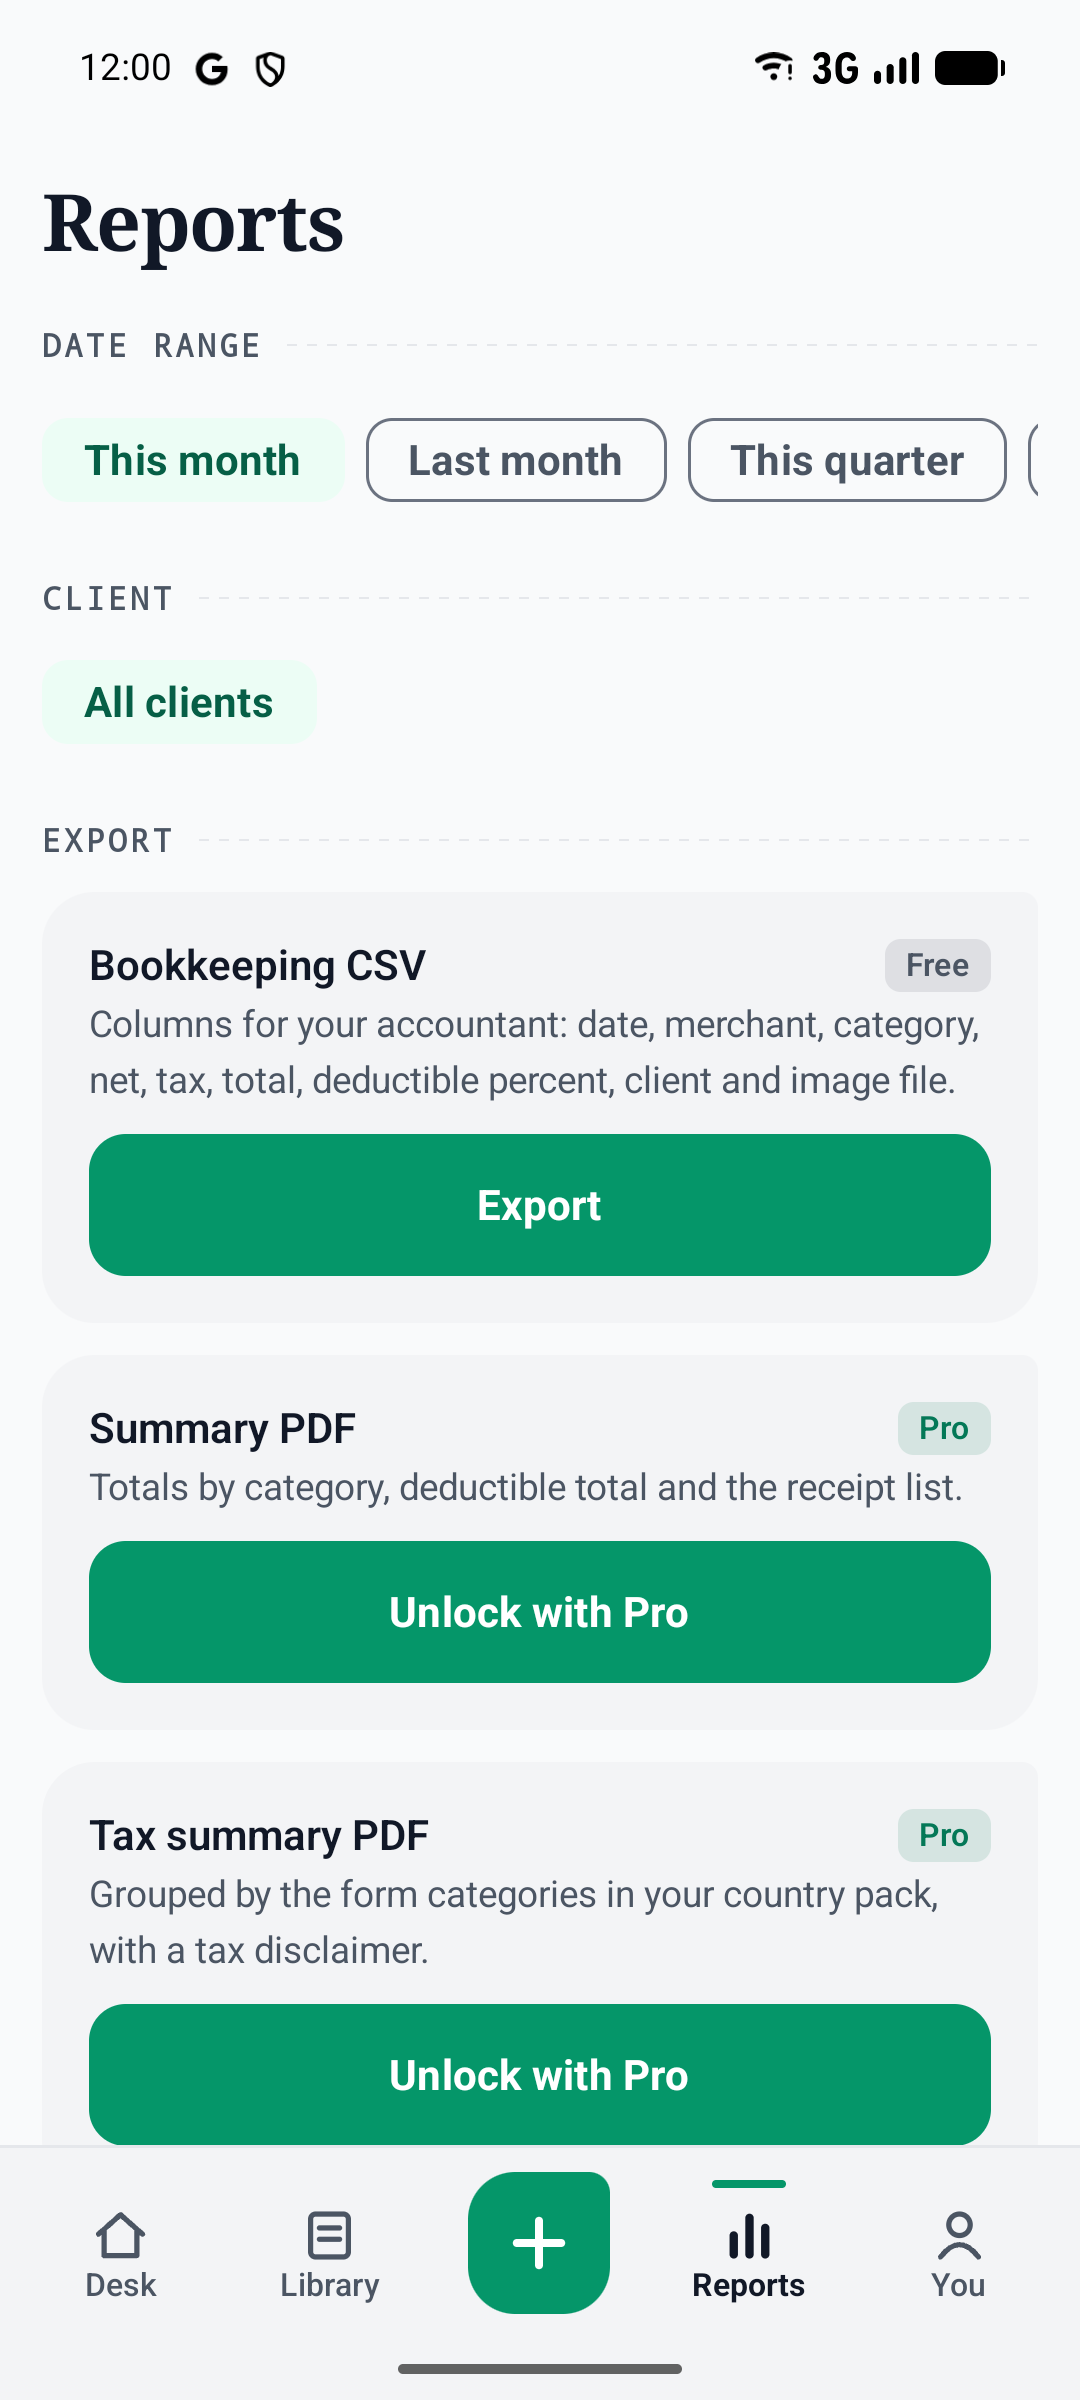 12:00
3G
Reports
DATE RANGE
This month
Last month
This quarter
CLIENT
All clients
EXPORT
Bookkeeping CSV
Free
Columns for your accountant: date, merchant, category,
net, tax, total, deductible percent, client and image file.
Export
Summary PDF
Pro
Totals by category, deductible total and the receipt list.
Unlock with Pro
Tax summary PDF
Pro
Grouped by the form categories in your country pack,
with a tax disclaimer.
Unlock with Pro
Desk
Library
Reports
You